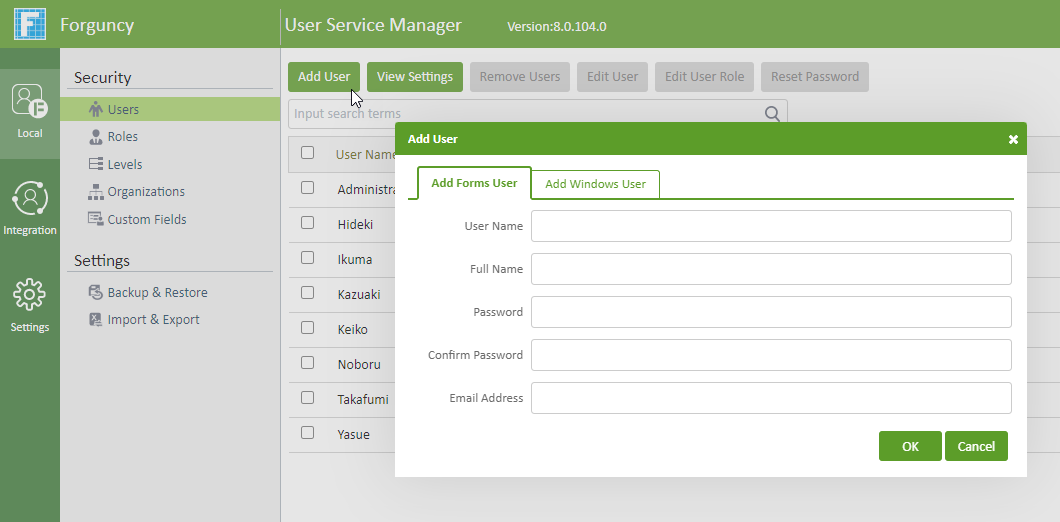 Forguncy
User Service Manager Version:8.0.104.0
Local
Integration
Settings
Security
Users
Roles
Levels
Organizations
Custom Fields
Settings
Backup & Restore
Import & Export
Add User View Settings Remove Users Edit User Edit User Role Reset Password
Input search terms
User Name
Administra
Hideki
Ikuma
Kazuaki
Keiko
Noboru
Takafumi
Yasue
Add User
Add Forms User Add Windows User
User Name
Full Name
Password
Confirm Password
Email Address
OK Cancel